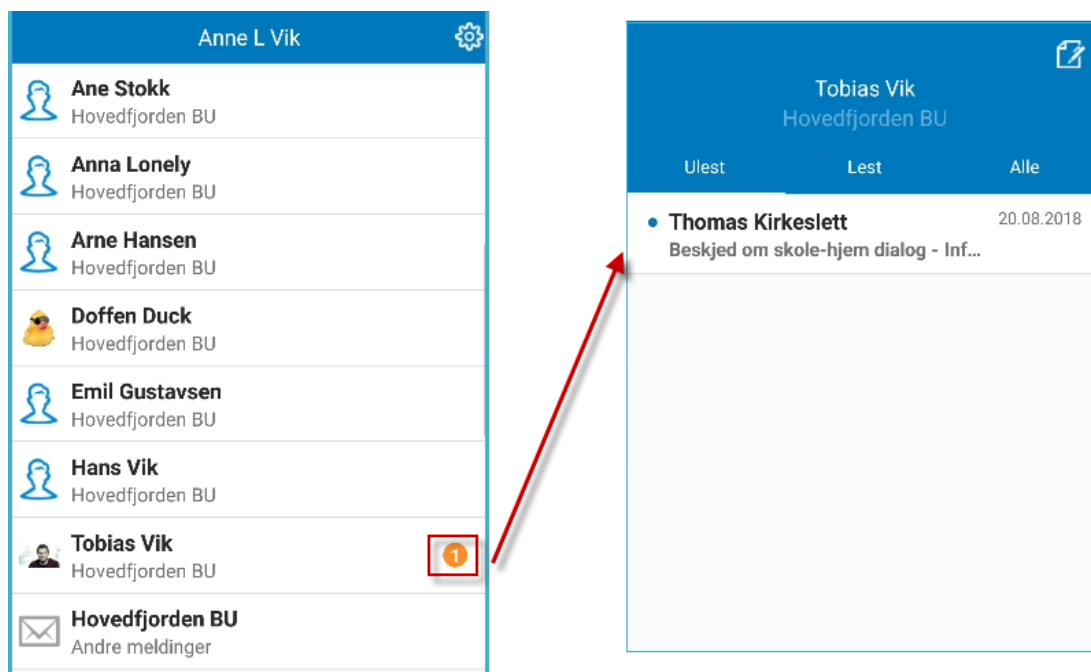 Anne L Vik
Ane Stokk
Hovedfjorden BU
Anna Lonely
Hovedfjorden BU
Arne Hansen
Hovedfjorden BU
Doffen Duck
Hovedfjorden BU
Emil Gustavsen
Hovedfjorden BU
Hans Vik
Hovedfjorden BU
Tobias Vik
1
Hovedfjorden BU
Hovedfjorden BU
Andre meldinger
Tobias Vik
Hovedfjorden BU
Ulest Lest Alle
Thomas Kirkeslett 20.08.2018
Beskjed om skole-hjem dialog - Inf...